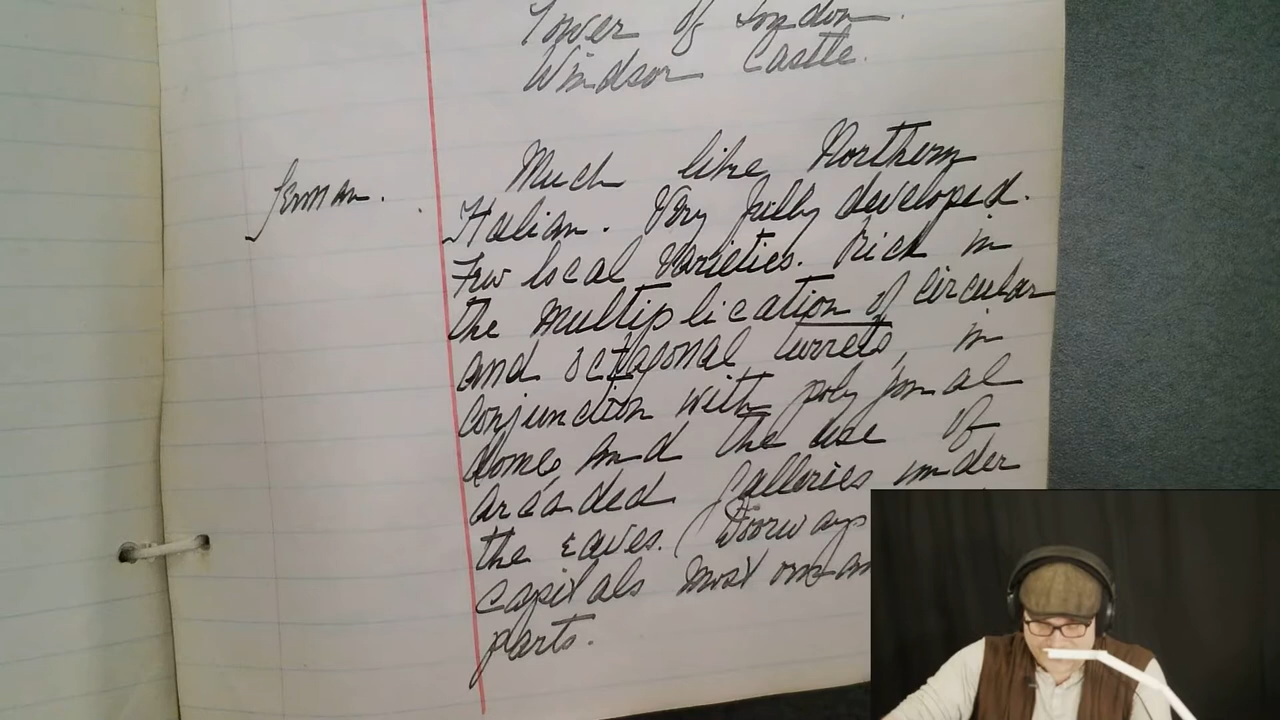 Tower of London.
Windsor Castle.
Much like Northern
German.
Italian. Very fully developed.
Few local varieties. Rich in
the multiplication of circular
and octagonal turrets, in
conjunction with polygonal
domes, and the use of
arcaded galleries under
the eaves. (Doorways
capitals most
parts.